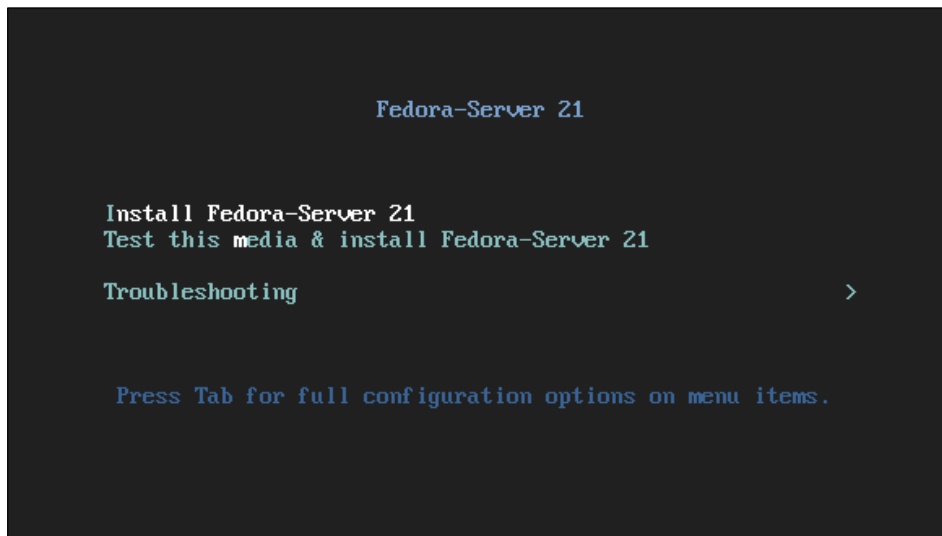 Fedora-Server 21
Install Fedora-Server 21
Test this media & install Fedora-Server 21
Troubleshooting >
Press Tab for full configuration options on menu items.